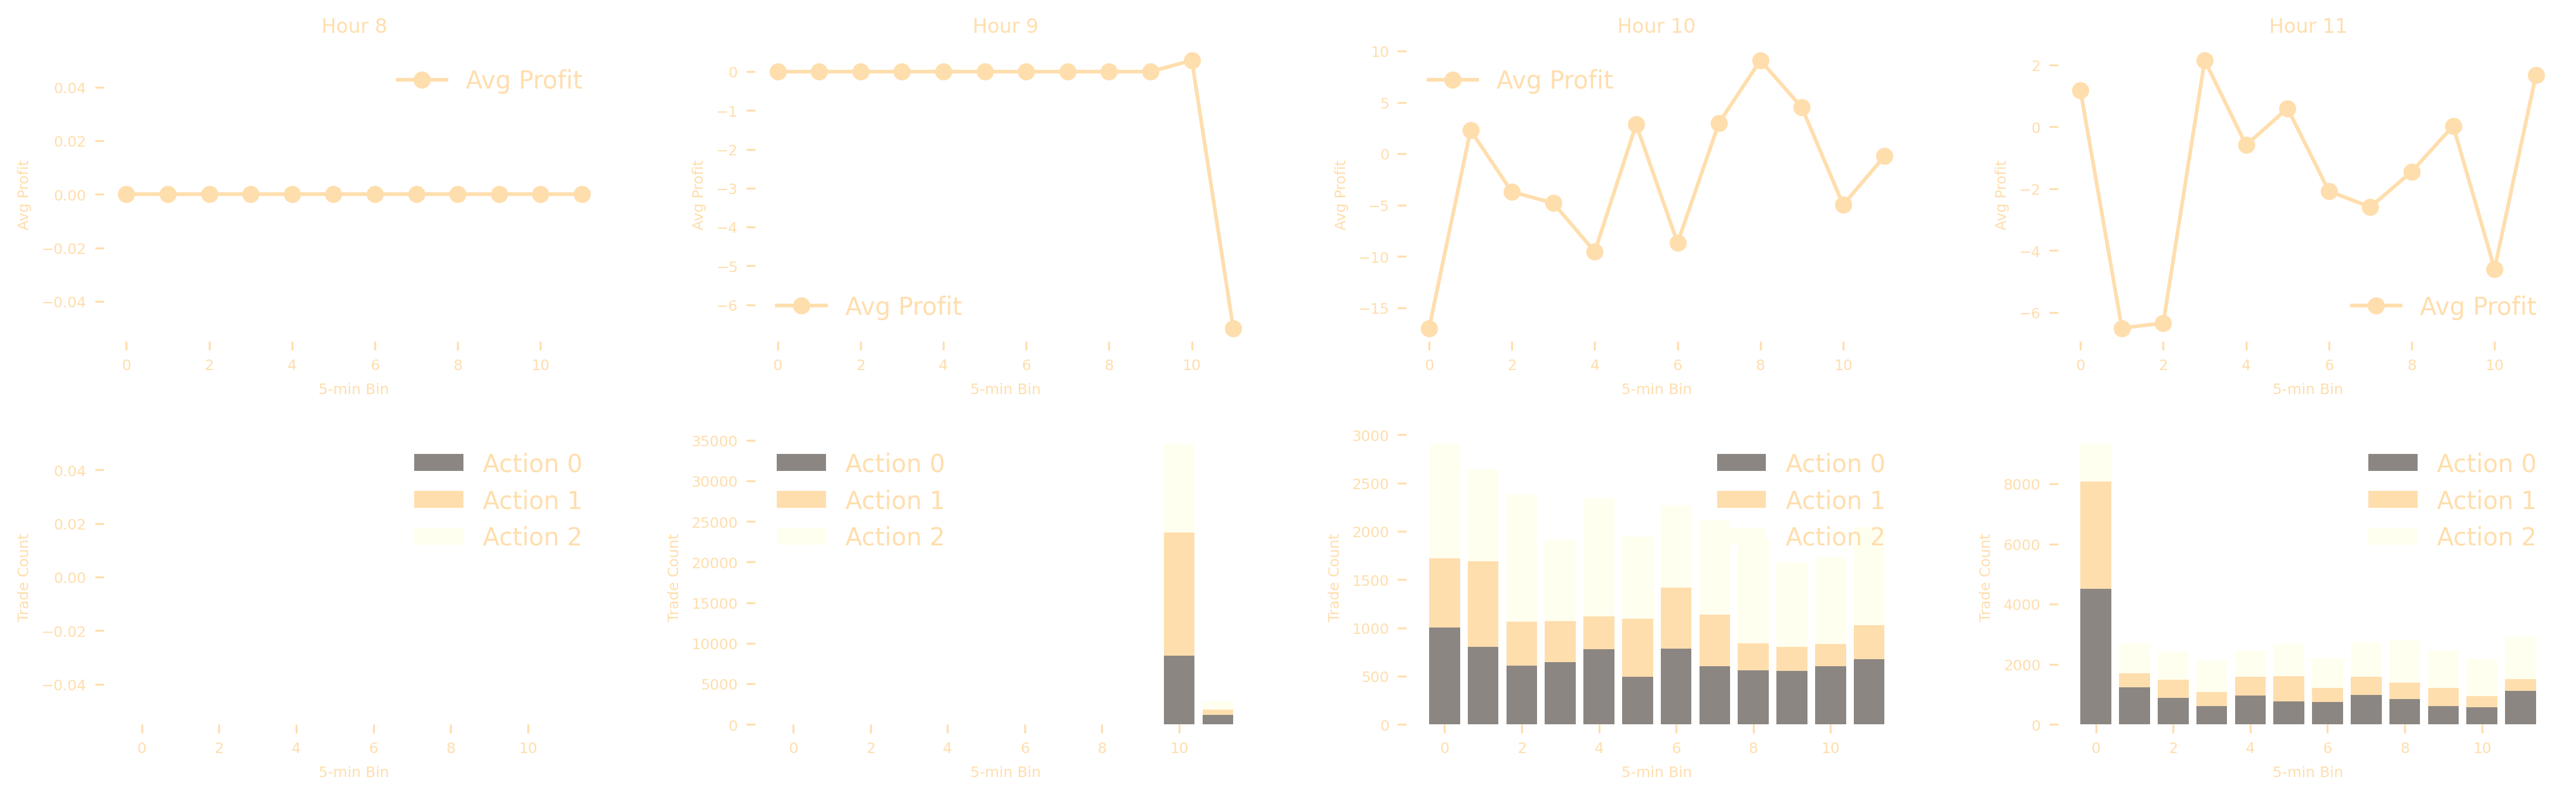 Hour 8
Avg Profit
0.04
0.02
0.00
−0.02
−0.04
Avg Profit
0 2 4 6 8 10
5-min Bin
Hour 9
0
−1
−2
−3
−4
−5
−6
Avg Profit
Avg Profit
0 2 4 6 8 10
5-min Bin
Hour 10
10
5
0
−5
−10
−15
Avg Profit
Avg Profit
0 2 4 6 8 10
5-min Bin
Hour 11
2
0
−2
−4
−6
Avg Profit
Avg Profit
0 2 4 6 8 10
5-min Bin
0.04
0.02
0.00
−0.02
−0.04
Trade Count
Action 0
Action 1
Action 2
0 2 4 6 8 10
5-min Bin
35000
30000
25000
20000
15000
10000
5000
0
Trade Count
Action 0
Action 1
Action 2
0 2 4 6 8 10
5-min Bin
3000
2500
2000
1500
1000
500
0
Trade Count
Action 0
Action 1
Action 2
0 2 4 6 8 10
5-min Bin
8000
6000
4000
2000
0
Trade Count
Action 0
Action 1
Action 2
0 2 4 6 8 10
5-min Bin